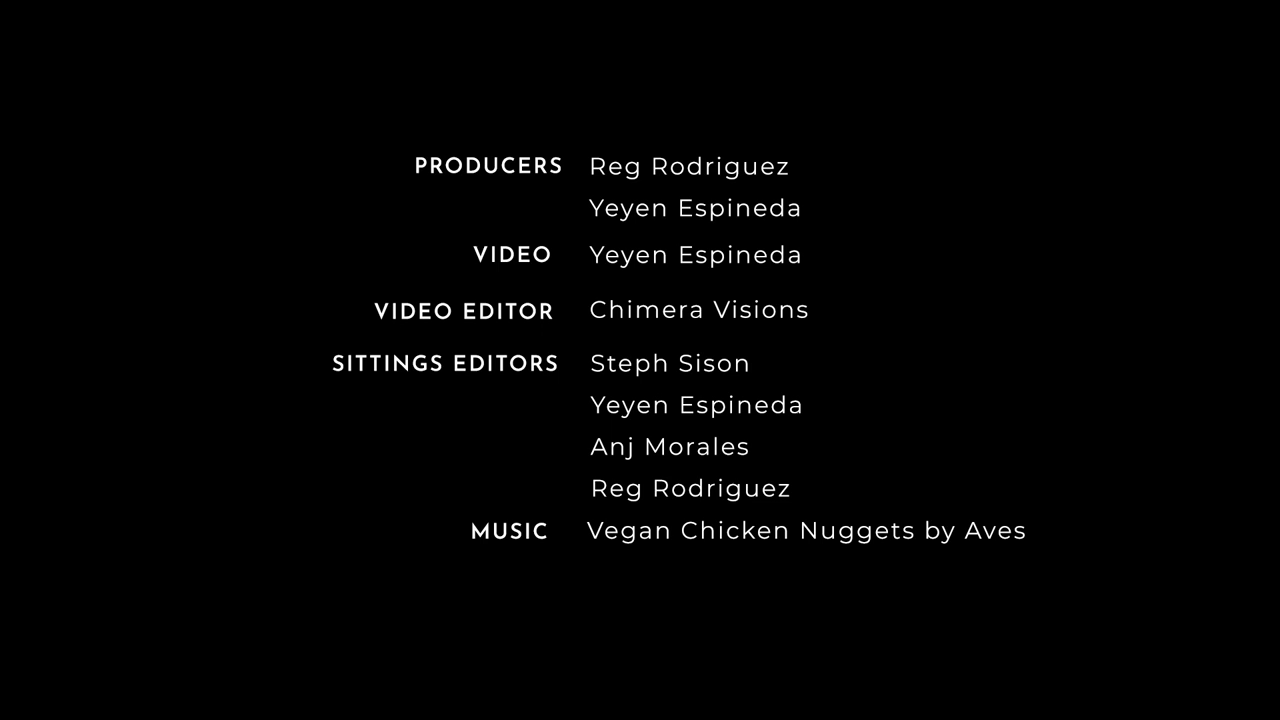 PRODUCERS Reg Rodriguez
Yeyen Espineda
VIDEO Yeyen Espineda
VIDEO EDITOR Chimera Visions
SITTINGS EDITORS Steph Sison
Yeyen Espineda
Anj Morales
Reg Rodriguez
MUSIC Vegan Chicken Nuggets by Aves